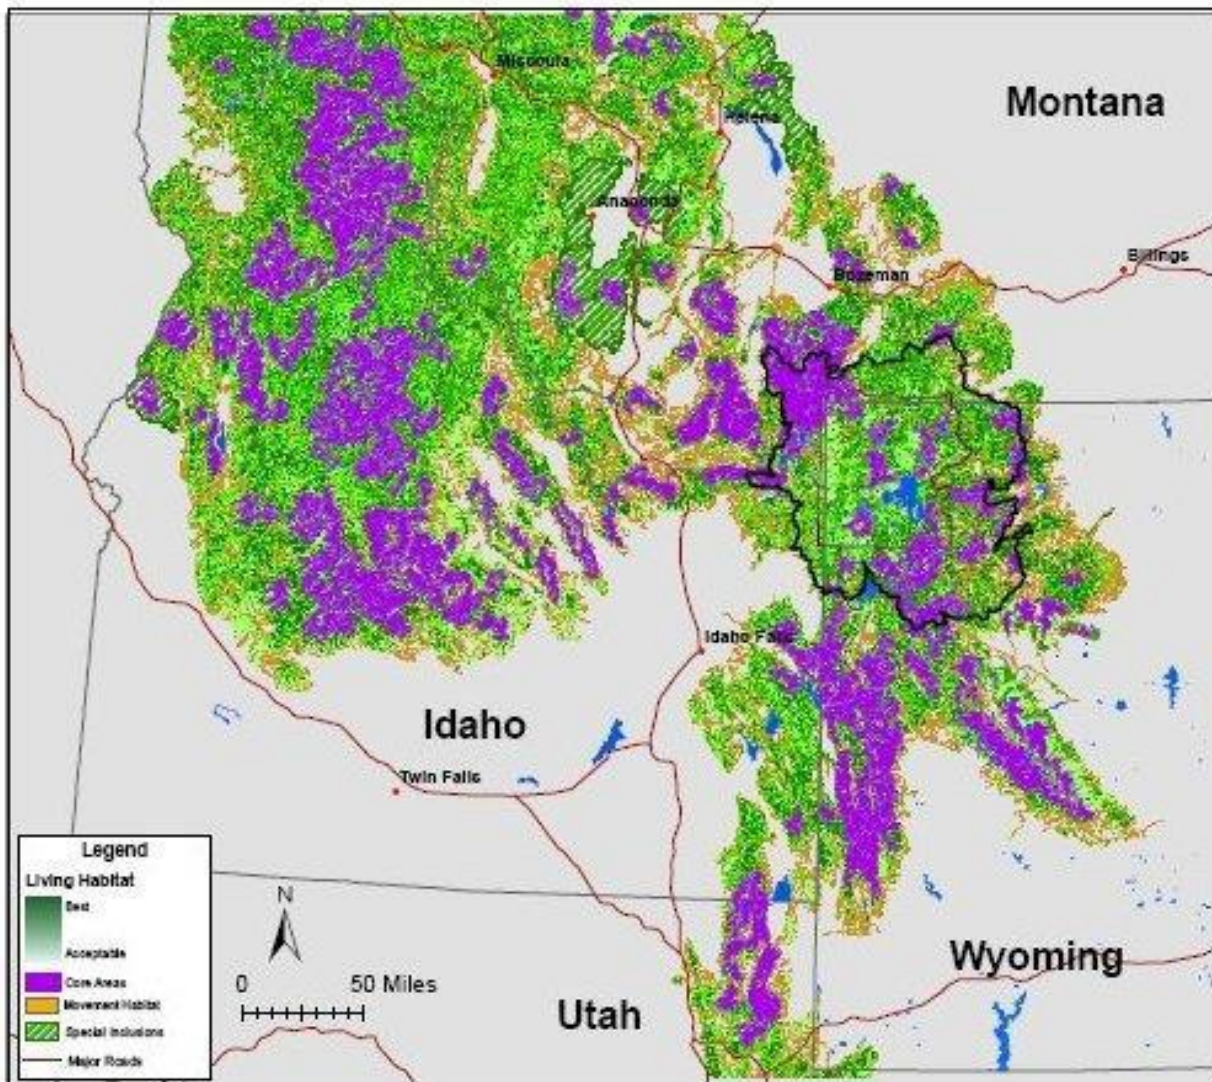 Missoula
Montana
Helena
Anaconda
Billings
Bozeman
Idaho Falls
Idaho
Twin Falls
Legend
Living Habitat
Best
Acceptable
Core Areas
Movement Habitat
Special Inclusions
Major Roads
N
0 50 Miles
Wyoming
Utah